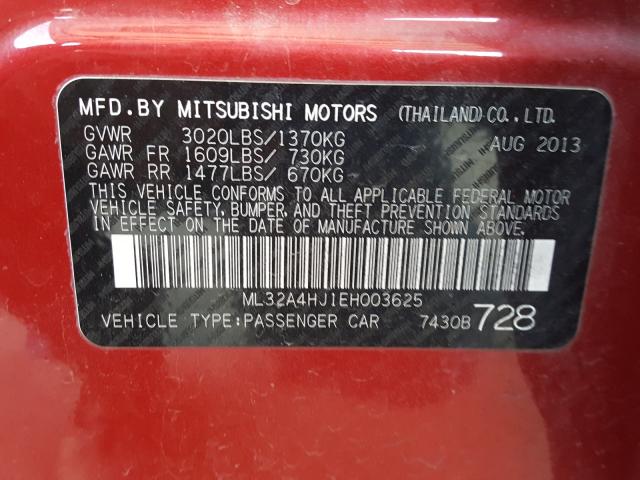 MFD.BY MITSUBISHI MOTORS (THAILAND)CO.,LTD.
GVWR 3020LBS/1370KG AUG 2013
GAWR FR 1609LBS/ 730KG
GAWR RR 1477LBS/ 670KG
THIS VEHICLE CONFORMS TO ALL APPLICABLE FEDERAL MOTOR
VEHICLE SAFETY, BUMPER, AND THEFT PREVENTION STANDARDS
IN EFFECT ON THE DATE OF MANUFACTURE SHOWN ABOVE.
ML32A4HJ1EH003625
VEHICLE TYPE:PASSENGER CAR 7430B 728